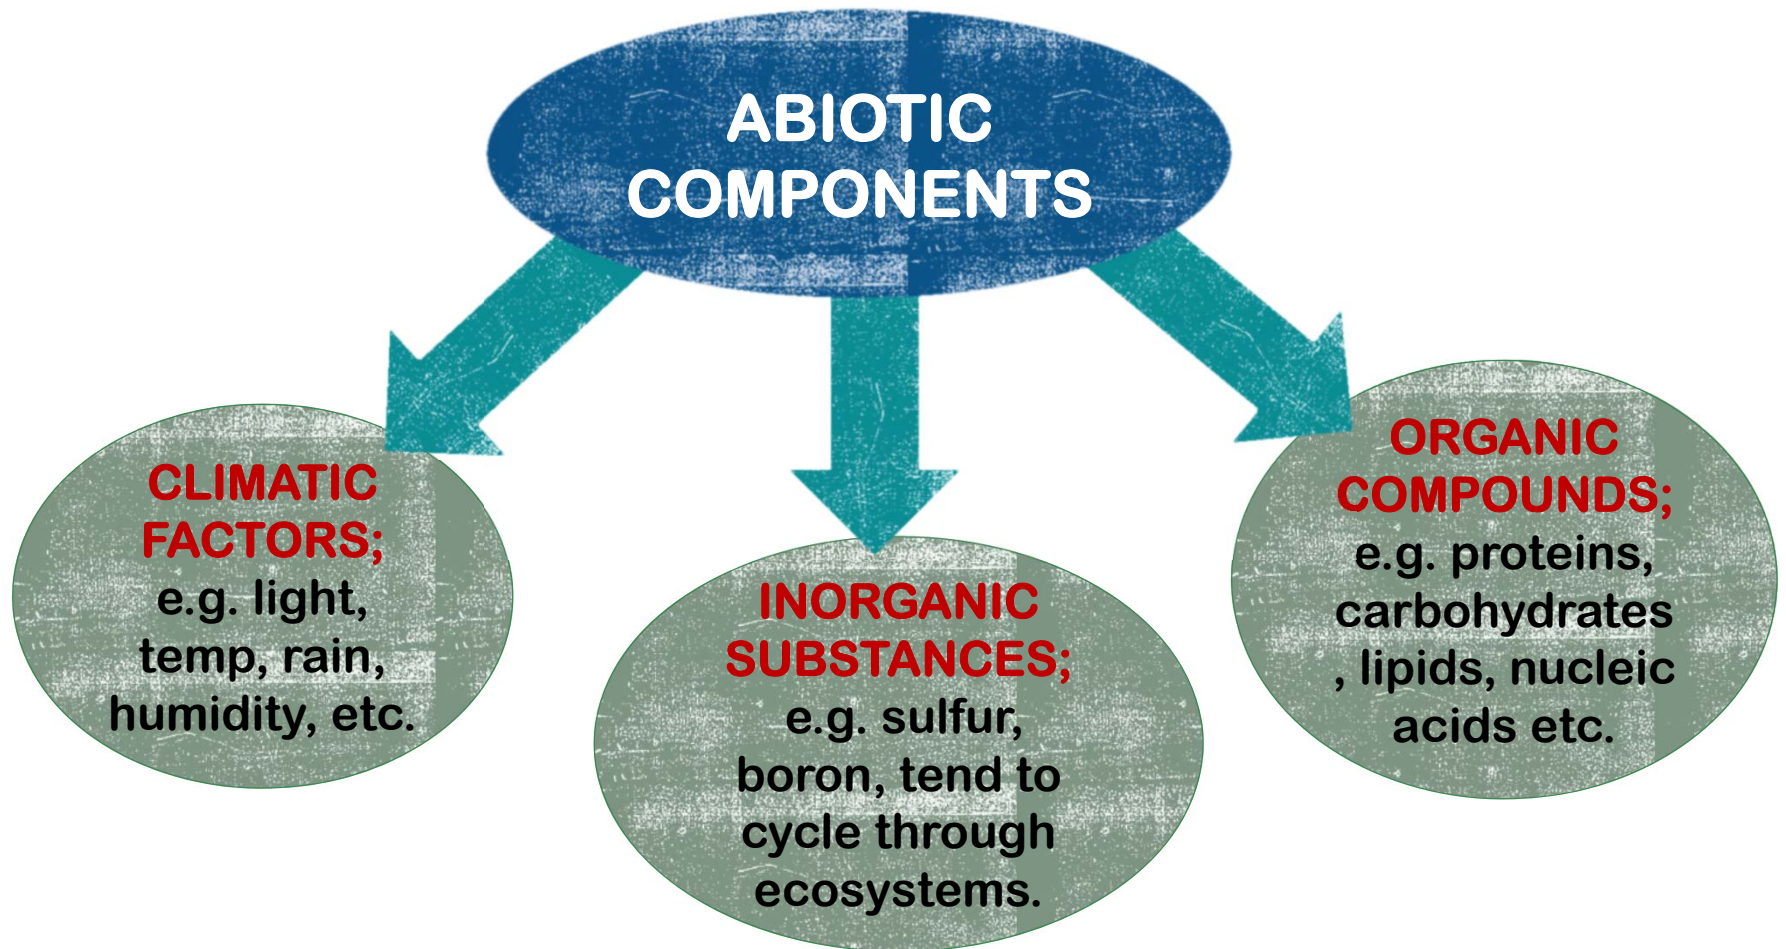 ABIOTIC
COMPONENTS
CLIMATIC
FACTORS;
e.g. light,
temp, rain,
humidity, etc.
INORGANIC
SUBSTANCES;
e.g. sulfur,
boron, tend to
cycle through
ecosystems.
ORGANIC
COMPOUNDS;
e.g. proteins,
carbohydrates
, lipids, nucleic
acids etc.